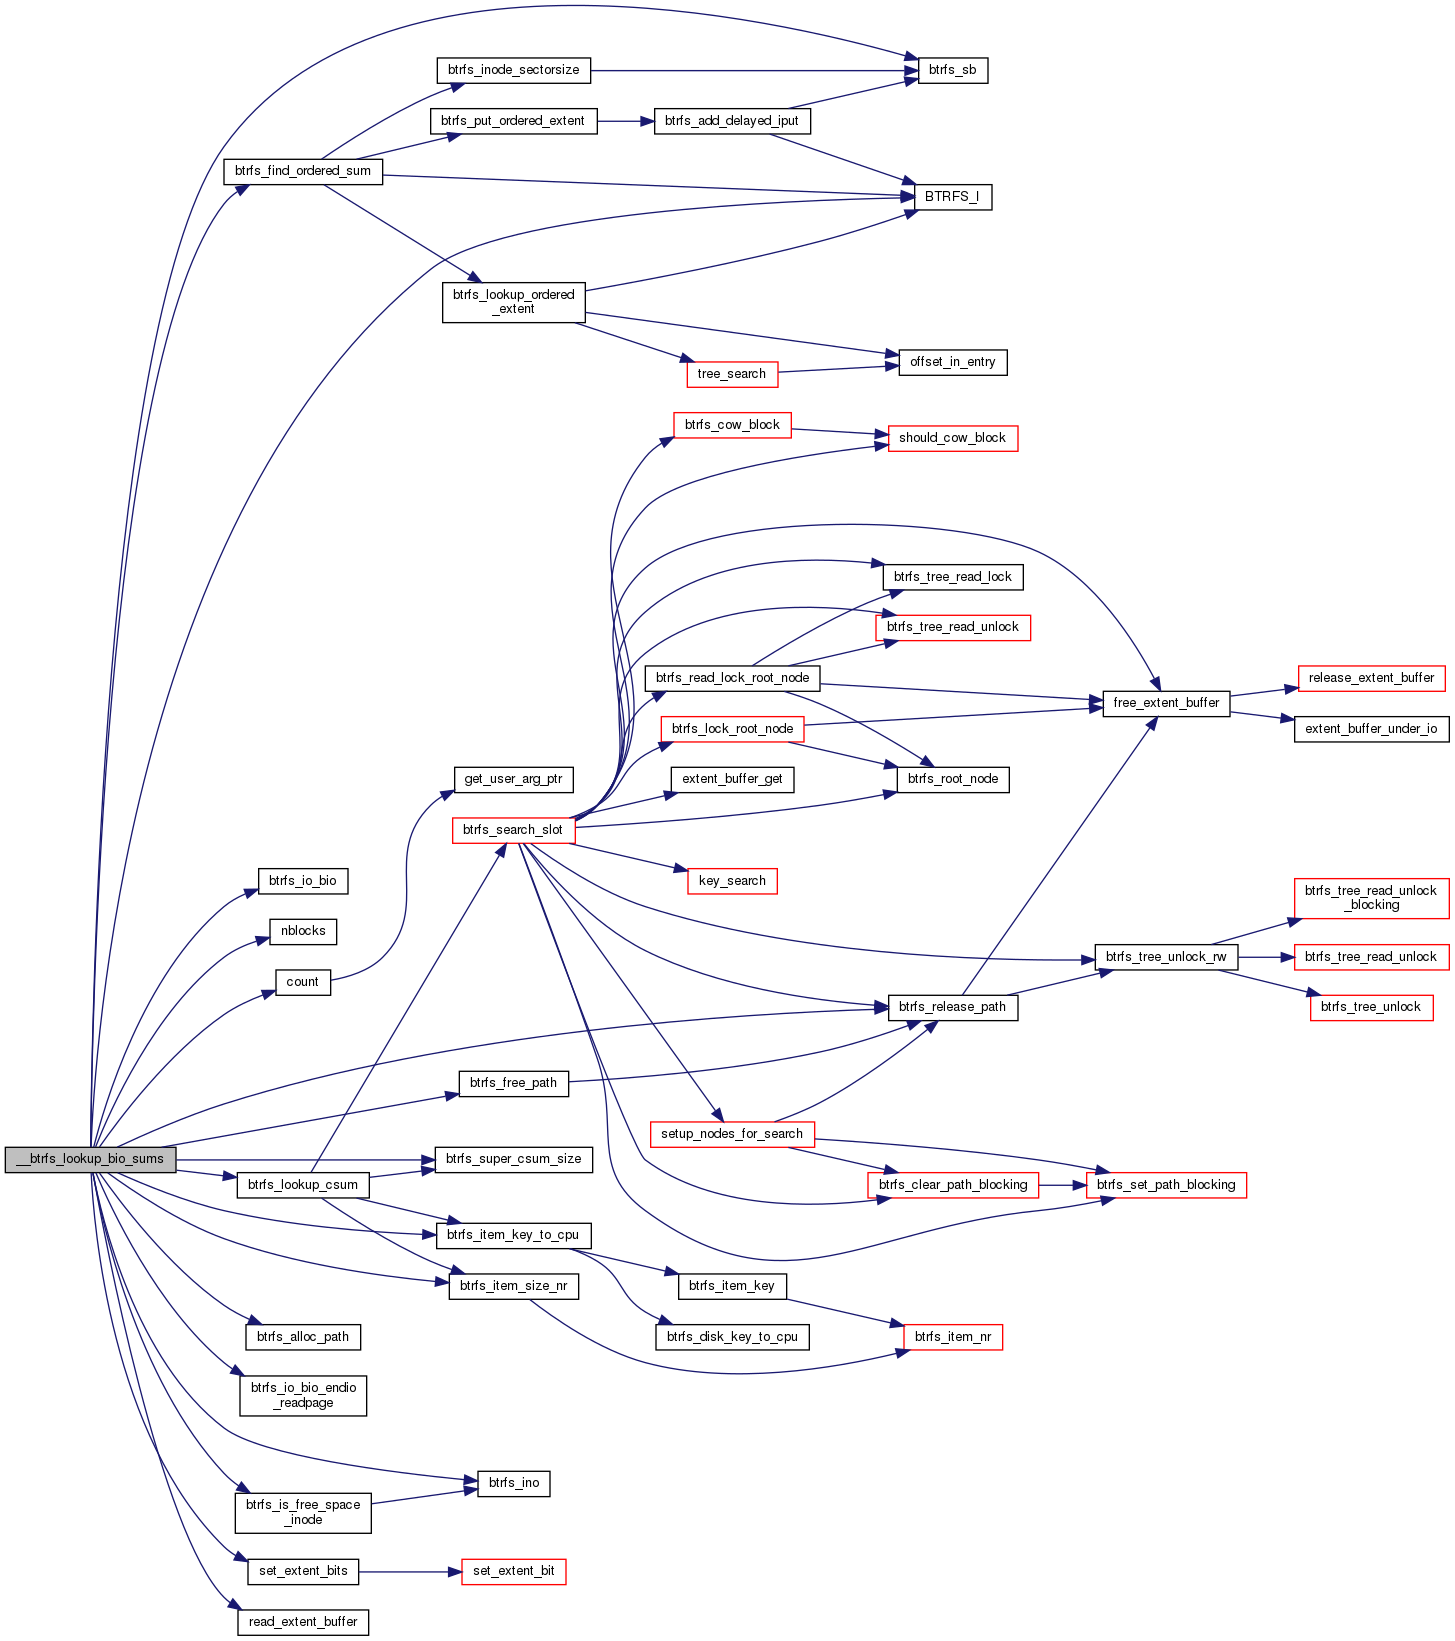 btrfs_inode_sectorsize
btrfs_sb
btrfs_put_ordered_extent
btrfs_add_delayed_iput
btrfs_find_ordered_sum
BTRFS_I
btrfs_lookup_ordered
_extent
offset_in_entry
tree_search
btrfs_cow_block
should_cow_block
btrfs_tree_read_lock
btrfs_tree_read_unlock
btrfs_read_lock_root_node
release_extent_buffer
free_extent_buffer
btrfs_lock_root_node
extent_buffer_under_io
get_user_arg_ptr
extent_buffer_get
btrfs_root_node
btrfs_search_slot
btrfs_io_bio
key_search
btrfs_tree_read_unlock
_blocking
nblocks
btrfs_tree_unlock_rw
btrfs_tree_read_unlock
count
btrfs_release_path
btrfs_tree_unlock
btrfs_free_path
setup_nodes_for_search
__btrfs_lookup_bio_sums
btrfs_super_csum_size
btrfs_lookup_csum
btrfs_clear_path_blocking
btrfs_set_path_blocking
btrfs_item_key_to_cpu
btrfs_item_size_nr
btrfs_item_key
btrfs_alloc_path
btrfs_disk_key_to_cpu
btrfs_item_nr
btrfs_io_bio_endio
_readpage
btrfs_ino
btrfs_is_free_space
_inode
set_extent_bits
set_extent_bit
read_extent_buffer